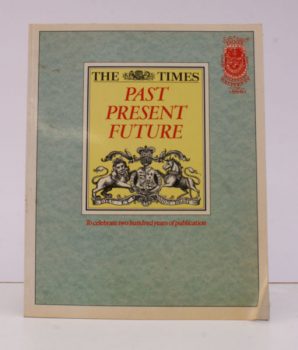 THE TIMES
PAST
PRESENT
FUTURE
To celebrate two hundred years of publication